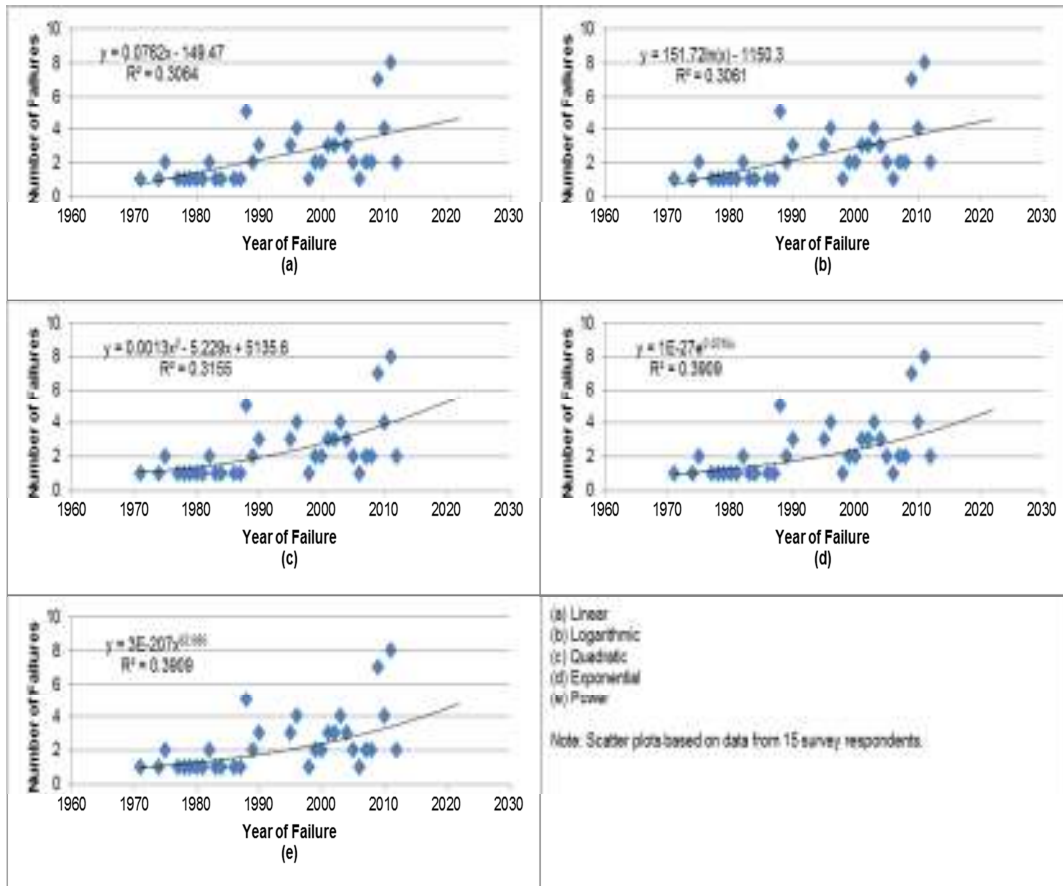 10
8
6
4
2
0
Number of Failures
y = 0.0762x - 149.47
R² = 0.3064
1960 1970 1980 1990 2000 2010 2020 2030
Year of Failure
(a)
10
8
6
4
2
0
Number of Failures
y = 151.72ln(x) - 1150.3
R² = 0.3061
1960 1970 1980 1990 2000 2010 2020 2030
Year of Failure
(b)
10
8
6
4
2
0
Number of Failures
y = 0.0013x² - 5.229x + 5135.6
R² = 0.3155
1960 1970 1980 1990 2000 2010 2020 2030
Year of Failure
(c)
10
8
6
4
2
0
Number of Failures
y = 1E-27e
R² = 0.3909
1960 1970 1980 1990 2000 2010 2020 2030
Year of Failure
(d)
10
8
6
4
2
0
Number of Failures
y = 3E-207x
R² = 0.3909
1960 1970 1980 1990 2000 2010 2020 2030
Year of Failure
(e)
(a) Linear
(b) Logarithmic
(c) Quadratic
(d) Exponential
(e) Power
Note: Scatter plots based on data from 15 survey respondents.